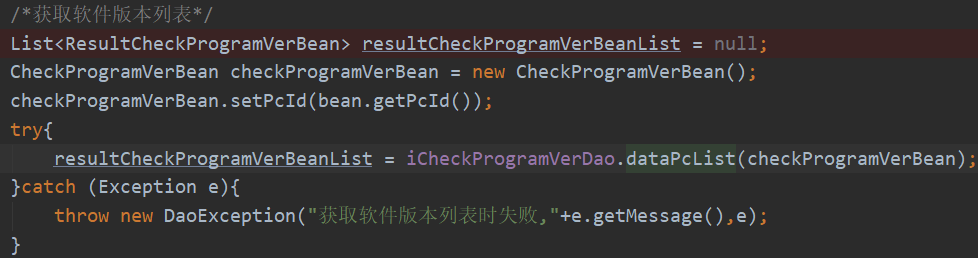 /*获取软件版本列表*/
List<ResultCheckProgramVerBean> resultCheckProgramVerBeanList = null;
CheckProgramVerBean checkProgramVerBean = new CheckProgramVerBean();
checkProgramVerBean.setPcId(bean.getPcId());
try{
    resultCheckProgramVerBeanList = iCheckProgramVerDao.dataPcList(checkProgramVerBean);
}catch (Exception e){
    throw new DaoException("获取软件版本列表时失败,"+e.getMessage(),e);
}